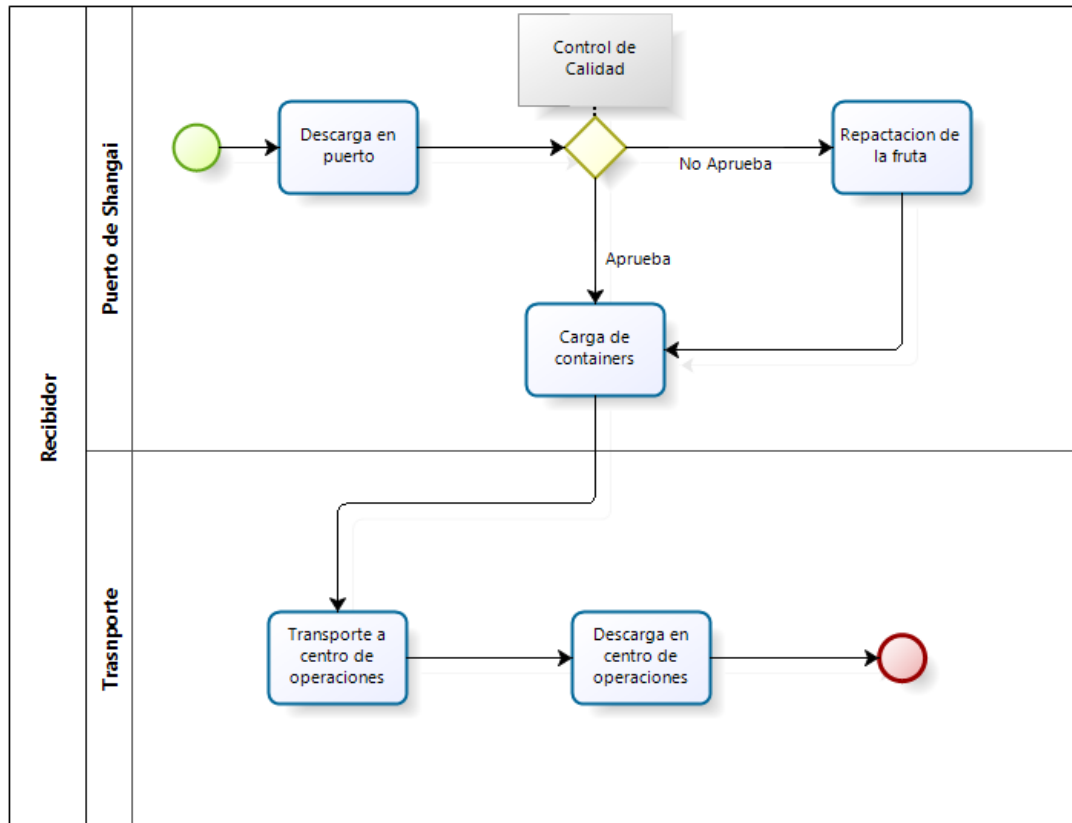 Recibidor
Puerto de Shangai
Control de
Calidad
Descarga en
puerto
No Aprueba
Repactacion de
la fruta
Aprueba
Carga de
containers
Trasnporte
Transporte a
centro de
operaciones
Descarga en
centro de
operaciones